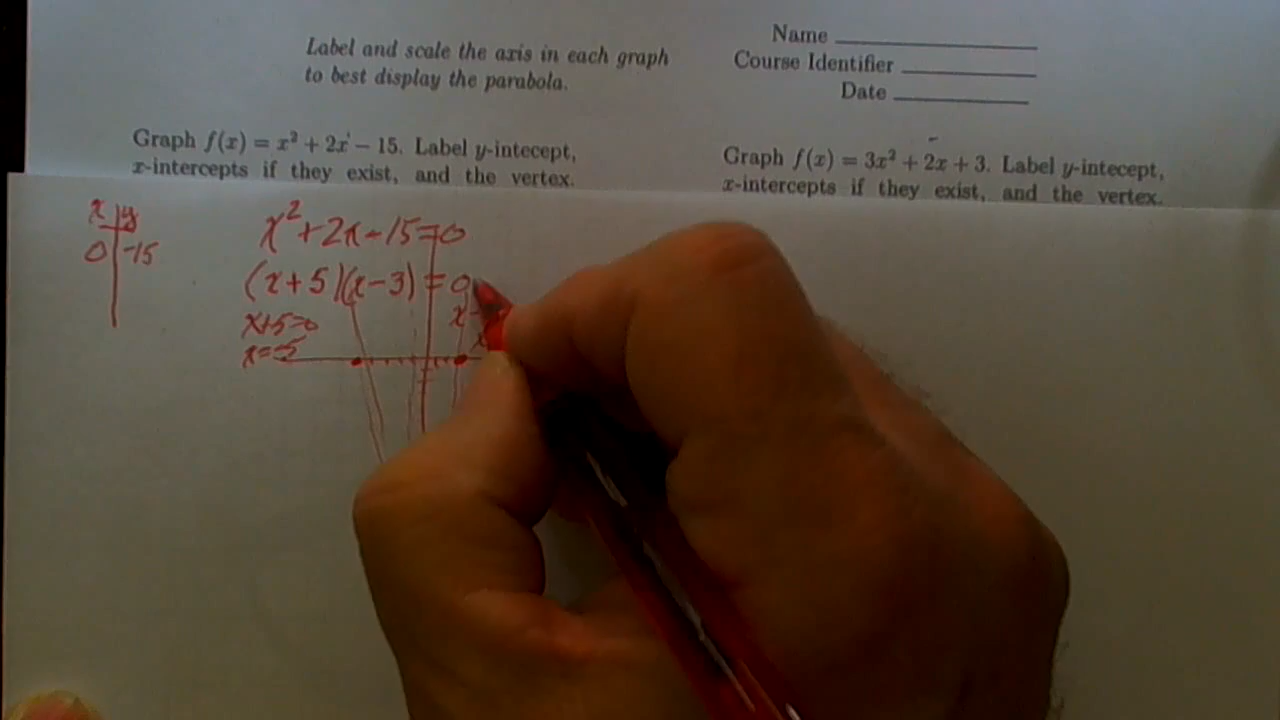 Label and scale the axis in each graph
to best display the parabola.
Name
Course Identifier
Date
Graph f(x) = x² + 2x − 15. Label y-intecept,
x-intercepts if they exist, and the vertex.
Graph f(x) = 3x² + 2x + 3. Label y-intecept,
x-intercepts if they exist, and the vertex.
x y
0 -15
x² + 2x - 15 = 0
(x + 5)(x - 3) = 0
x+5=0
x=-5
x
x